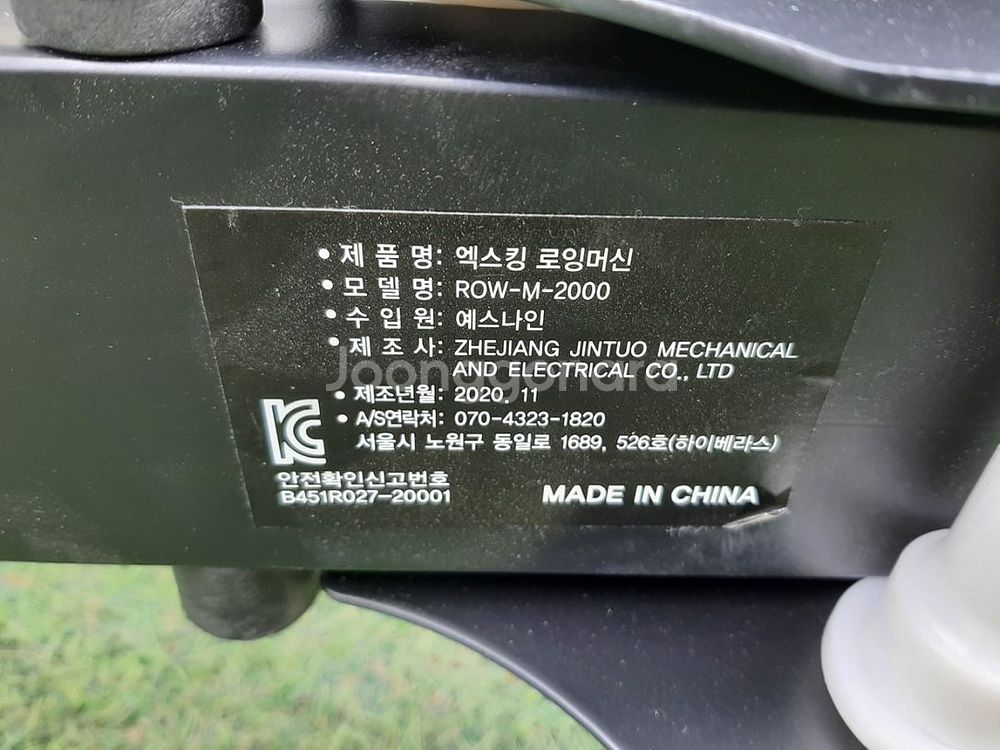 • 제 품 명: 엑스킹 로잉머신
• 모 델 명: ROW-M-2000
• 수 입 원: 예스나인
• 제 조 사: ZHEJIANG JINTUO MECHANICAL
AND ELECTRICAL CO., LTD
Joonggonara
• 제조년월: 2020. 11
• A/S연락처: 070-4323-1820
서울시 노원구 동일로 1689, 526호(하이베라스)
안전확인신고번호
B451R027-20001
MADE IN CHINA